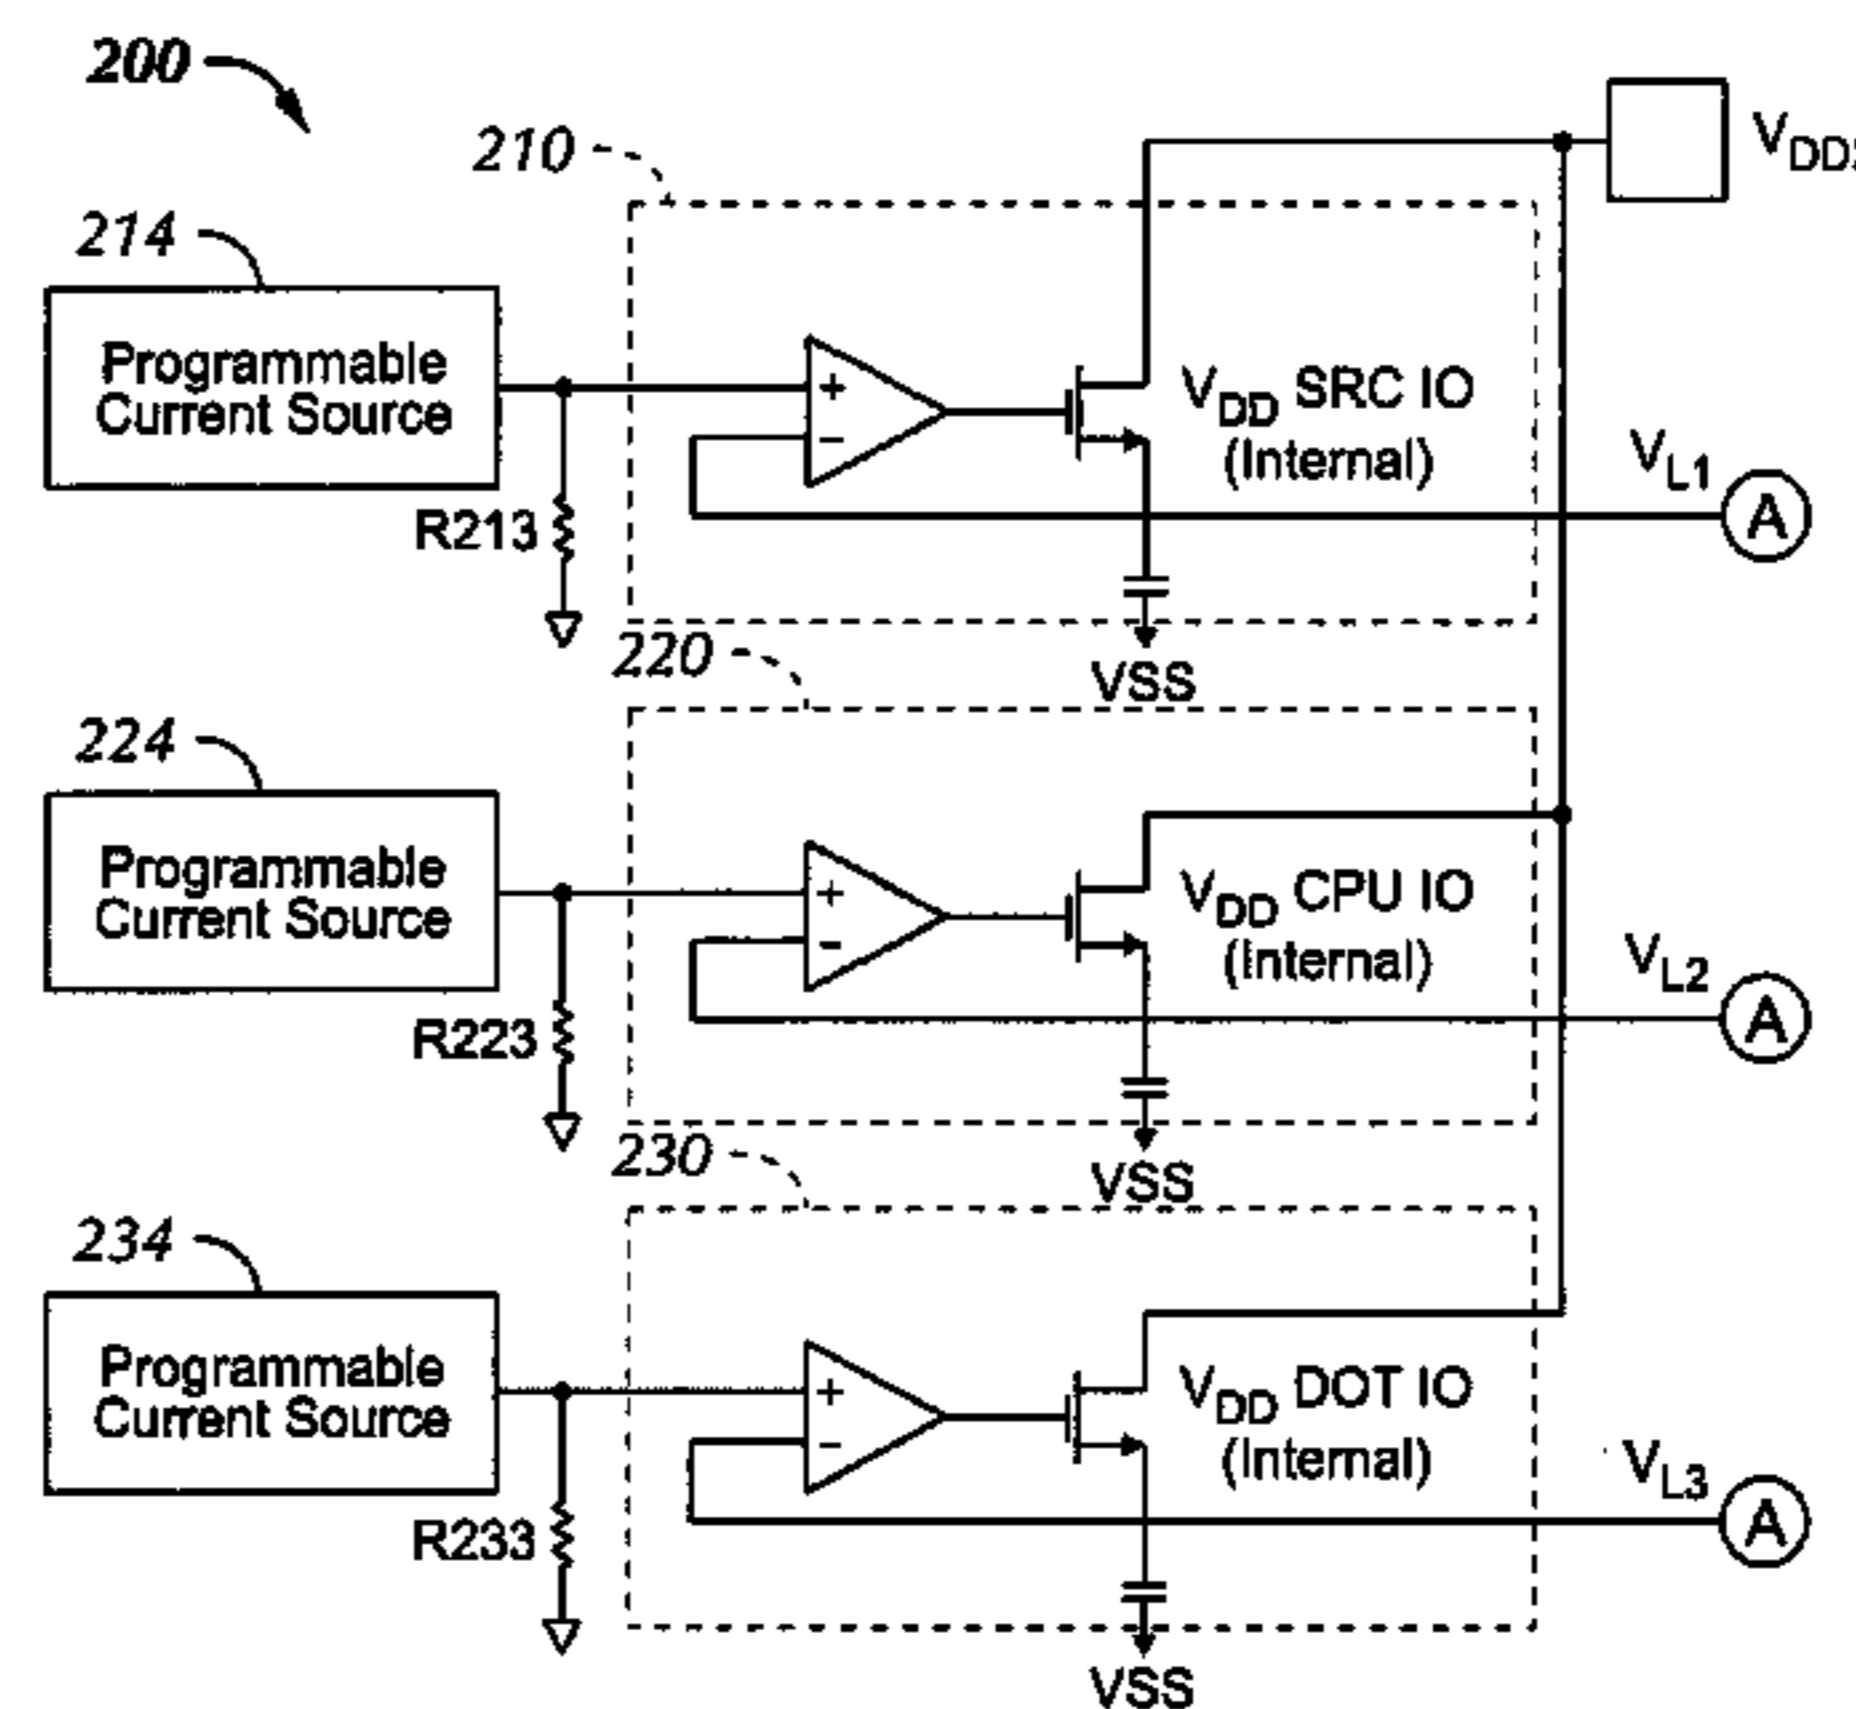 200
210
VDD
214
Programmable
Current Source
+
-
VDD SRC IO
(Internal)
VL1
A
R213
VSS
220
224
Programmable
Current Source
+
-
VDD CPU IO
(Internal)
VL2
A
R223
VSS
230
234
Programmable
Current Source
+
-
VDD DOT IO
(Internal)
VL3
A
R233
VSS